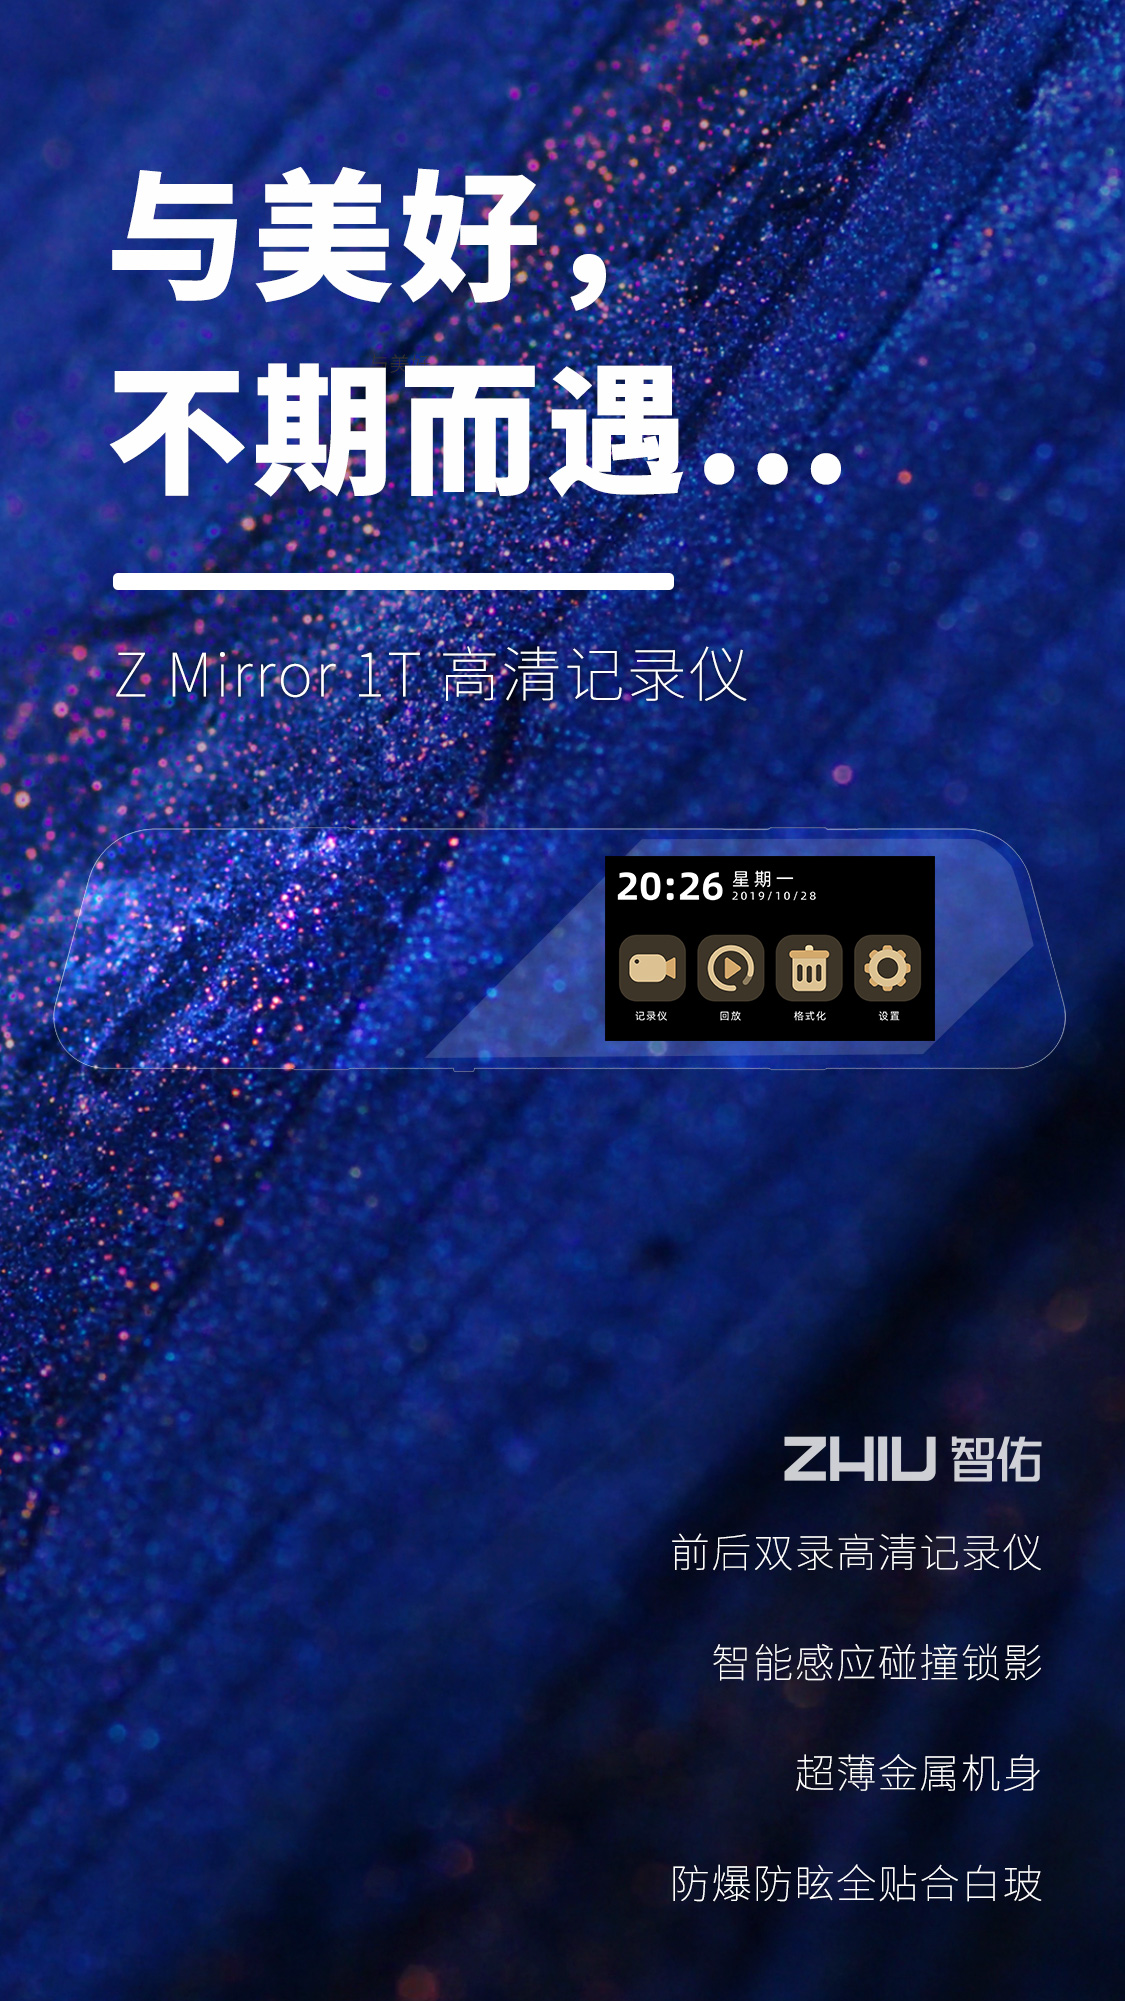 与美好，
与美
不期而遇...
Z Mirror 1T 高清记录仪
20:26 星期一
2019/10/28
记录仪 回放 格式化 设置
ZHIU 智佑
前后双录高清记录仪
智能感应碰撞锁影
超薄金属机身
防爆防眩全贴合白玻